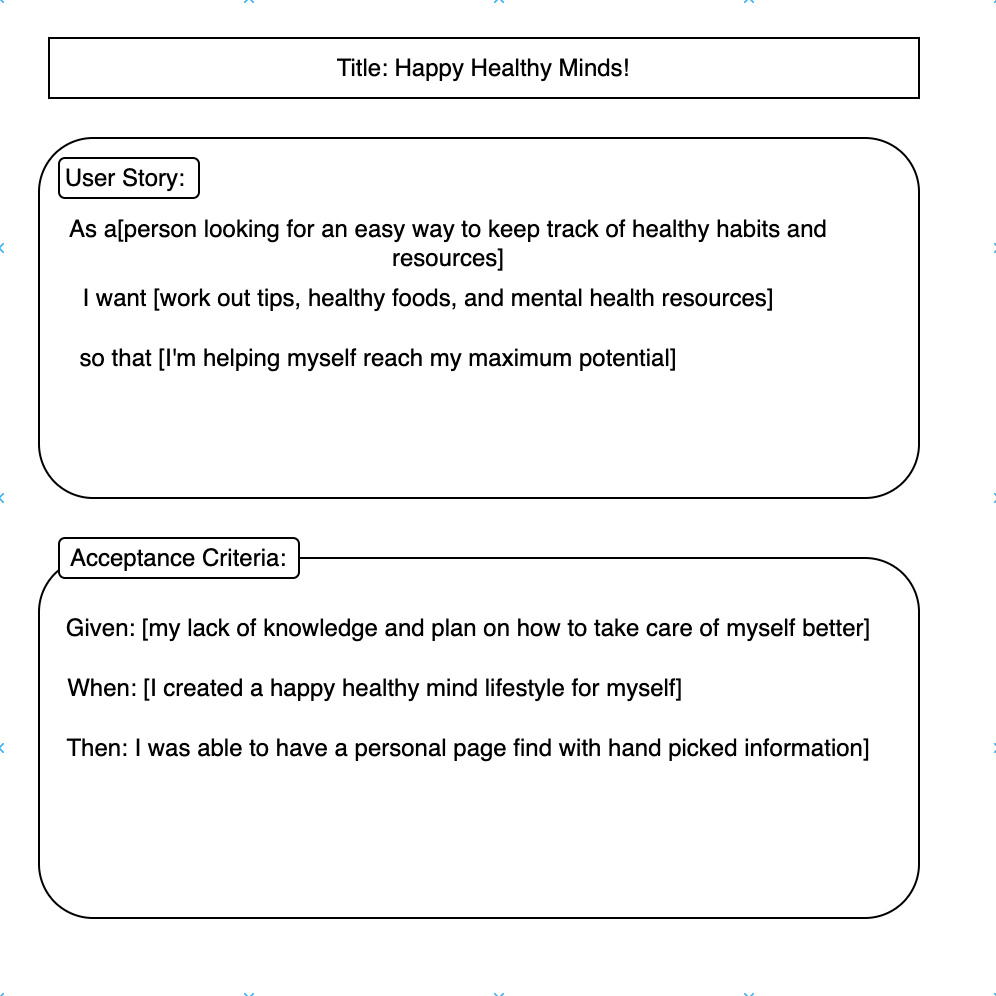 Title: Happy Healthy Minds!
User Story:
As a[person looking for an easy way to keep track of healthy habits and
resources]
I want [work out tips, healthy foods, and mental health resources]
so that [I'm helping myself reach my maximum potential]
Acceptance Criteria:
Given: [my lack of knowledge and plan on how to take care of myself better]
When: [I created a happy healthy mind lifestyle for myself]
Then: I was able to have a personal page find with hand picked information]